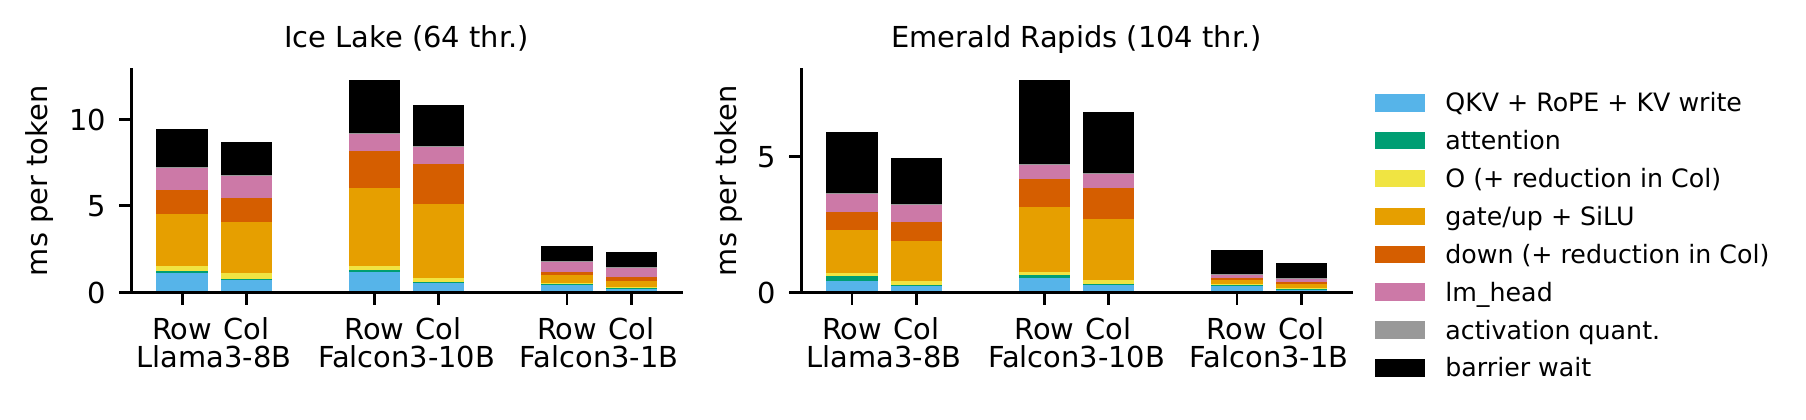 Ice Lake (64 thr.)
ms per token
10
5
0
Row Col
Llama3-8B
Row Col
Falcon3-10B
Row Col
Falcon3-1B
Emerald Rapids (104 thr.)
ms per token
5
0
Row Col
Llama3-8B
Row Col
Falcon3-10B
Row Col
Falcon3-1B
QKV + RoPE + KV write
attention
O (+ reduction in Col)
gate/up + SiLU
down (+ reduction in Col)
lm_head
activation quant.
barrier wait